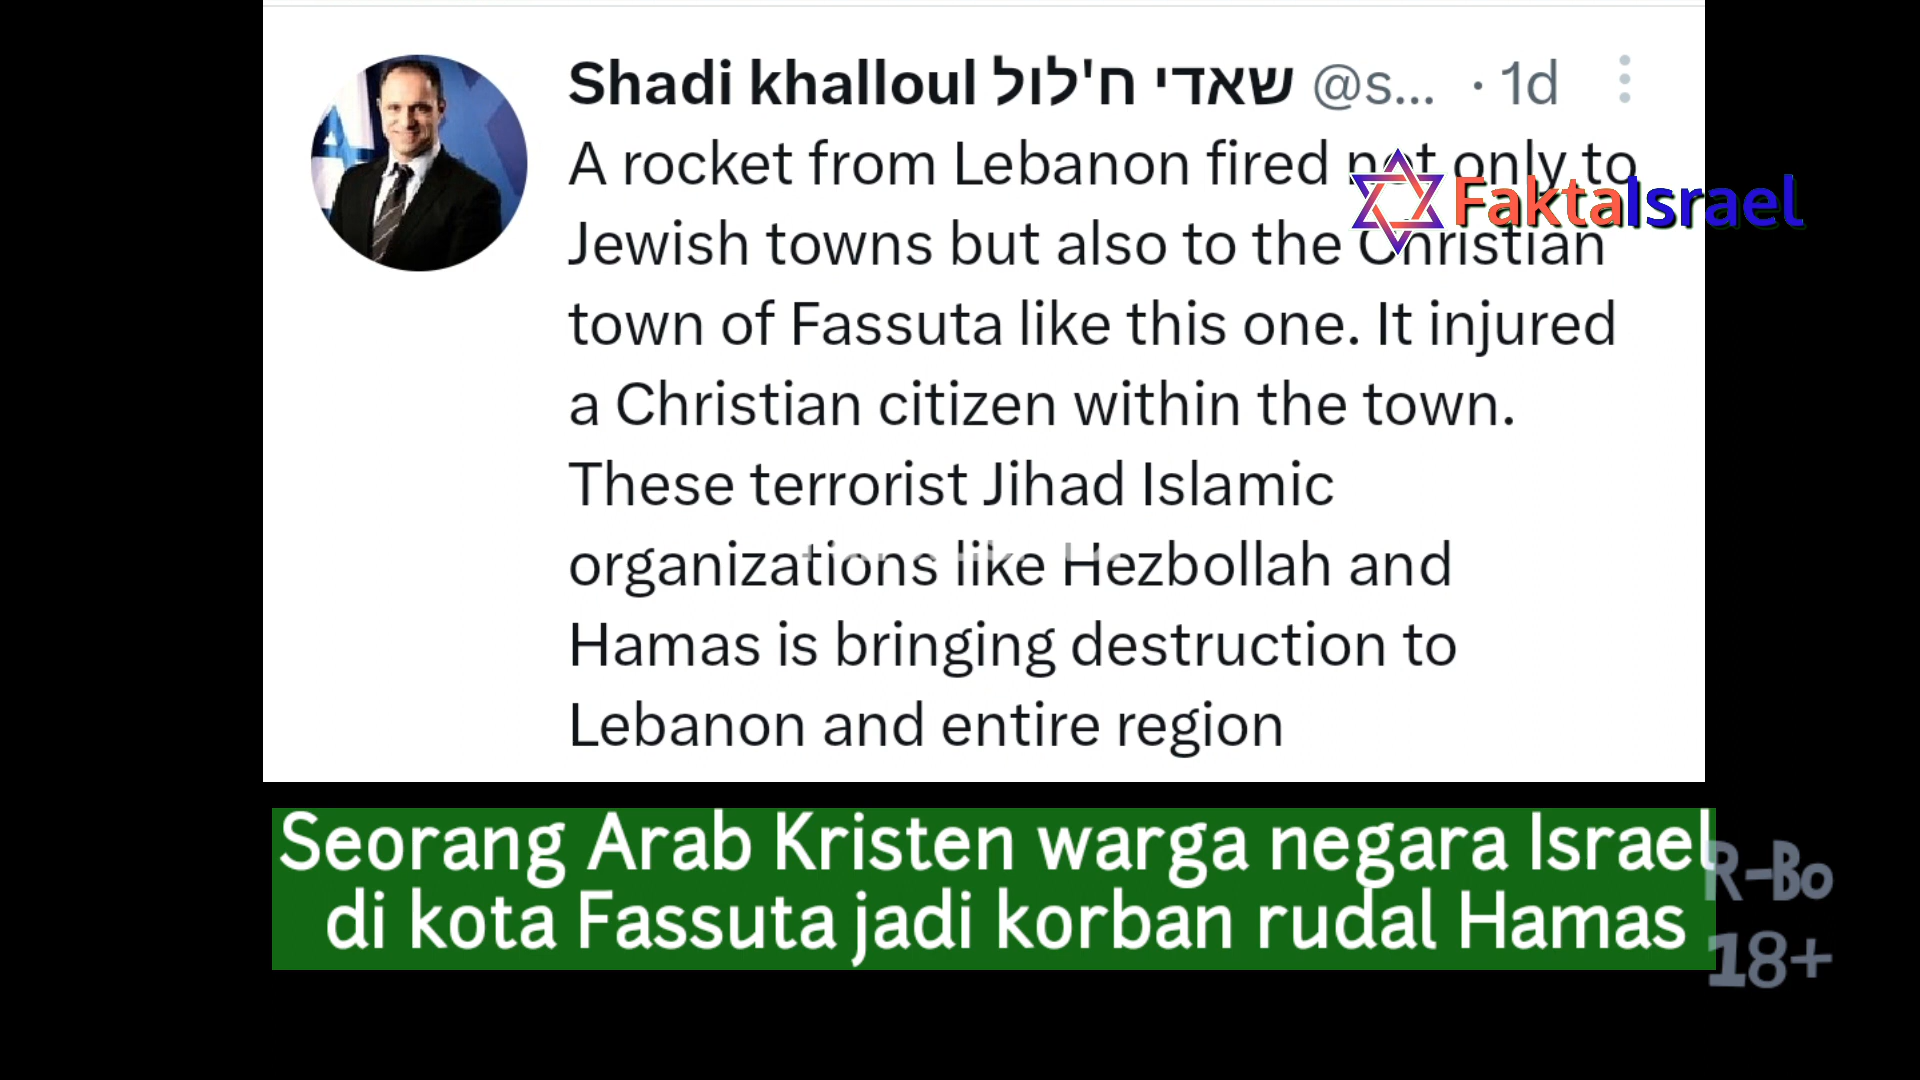 Shadi khalloul שאדי ח'לול @s... · 1d
A rocket from Lebanon fired not only to
FaktaIsrael
Jewish towns but also to the Christian
town of Fassuta like this one. It injured
a Christian citizen within the town.
These terrorist Jihad Islamic
organizations like Hezbollah and
Hamas is bringing destruction to
Lebanon and entire region
Seorang Arab Kristen warga negara Israel
di kota Fassuta jadi korban rudal Hamas
R-Bo
18+